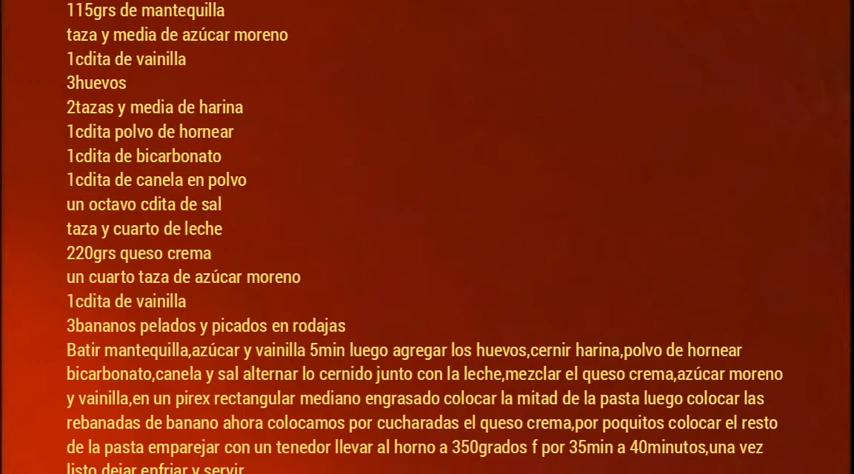 115grs de mantequilla
taza y media de azúcar moreno
1cdita de vainilla
3huevos
2tazas y media de harina
1cdita polvo de hornear
1cdita de bicarbonato
1cdita de canela en polvo
un octavo cdita de sal
taza y cuarto de leche
220grs queso crema
un cuarto taza de azúcar moreno
1cdita de vainilla
3bananos pelados y picados en rodajas
Batir mantequilla,azúcar y vainilla 5min luego agregar los huevos,cernir harina,polvo de hornear
bicarbonato,canela y sal alternar lo cernido junto con la leche,mezclar el queso crema,azúcar moreno
y vainilla,en un pirex rectangular mediano engrasado colocar la mitad de la pasta luego colocar las
rebanadas de banano ahora colocamos por cucharadas el queso crema,por poquitos colocar el resto
de la pasta emparejar con un tenedor llevar al horno a 350grados f por 35min a 40minutos,una vez
listo dejar enfriar y servir